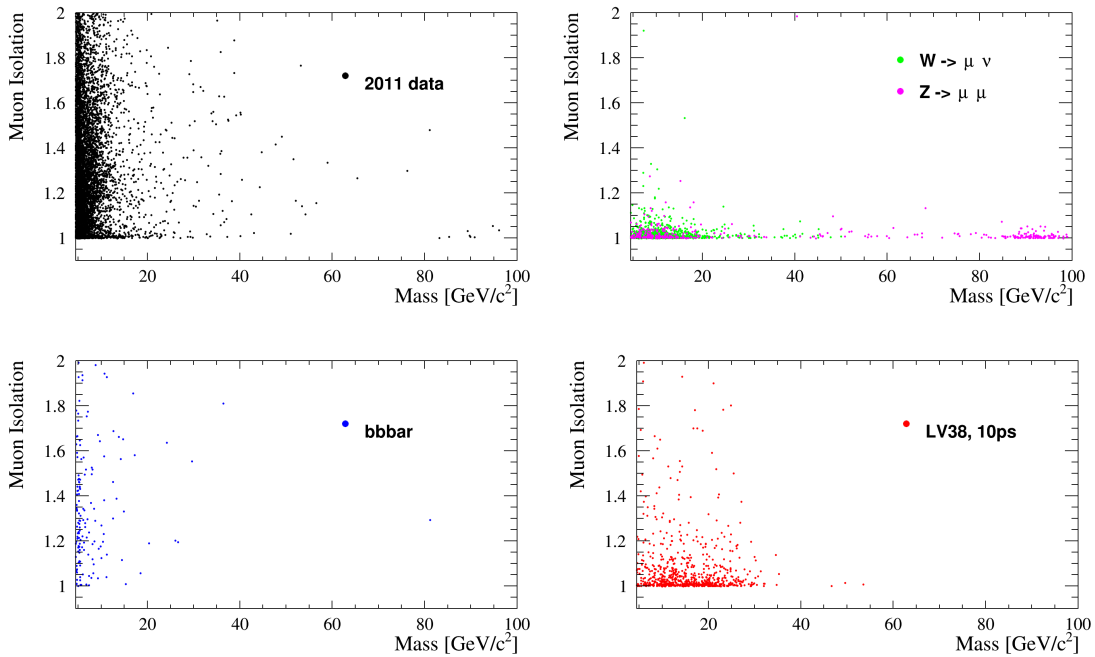 Muon Isolation
2
1.8
1.6
1.4
1.2
1
2011 data
20 40 60 80 100
Mass [GeV/c²]
Muon Isolation
2
1.8
1.6
1.4
1.2
1
W -> μ ν
Z -> μ μ
20 40 60 80 100
Mass [GeV/c²]
Muon Isolation
2
1.8
1.6
1.4
1.2
1
bbbar
20 40 60 80 100
Mass [GeV/c²]
Muon Isolation
2
1.8
1.6
1.4
1.2
1
LV38, 10ps
20 40 60 80 100
Mass [GeV/c²]